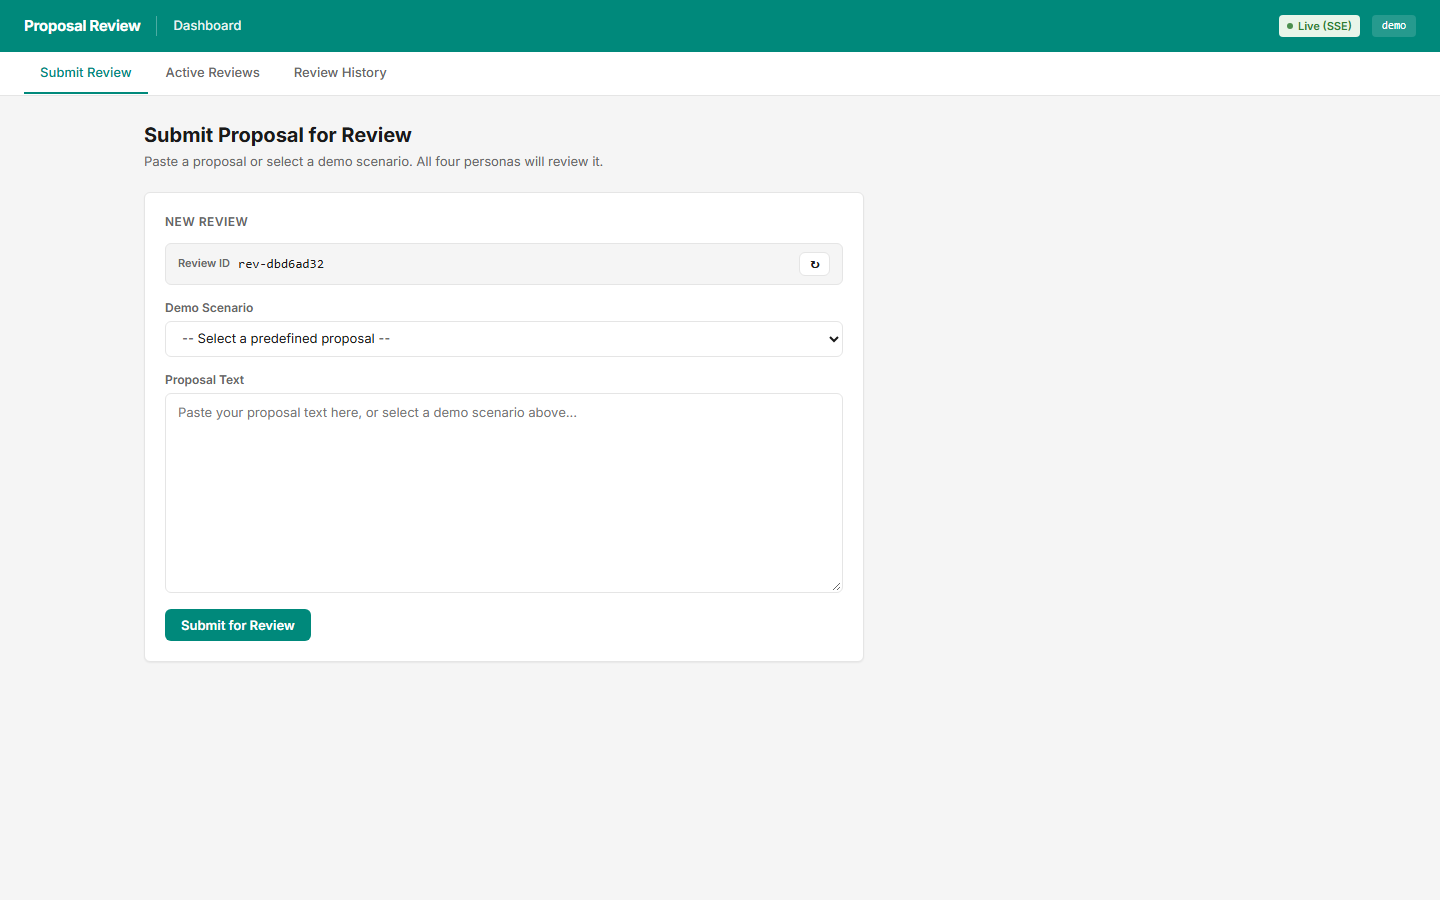 Proposal Review
Dashboard
Live (SSE)
demo
Submit Review
Active Reviews
Review History
Submit Proposal for Review
Paste a proposal or select a demo scenario. All four personas will review it.
NEW REVIEW
Review ID rev-dbd6ad32
Demo Scenario
-- Select a predefined proposal --
Proposal Text
Paste your proposal text here, or select a demo scenario above...
Submit for Review